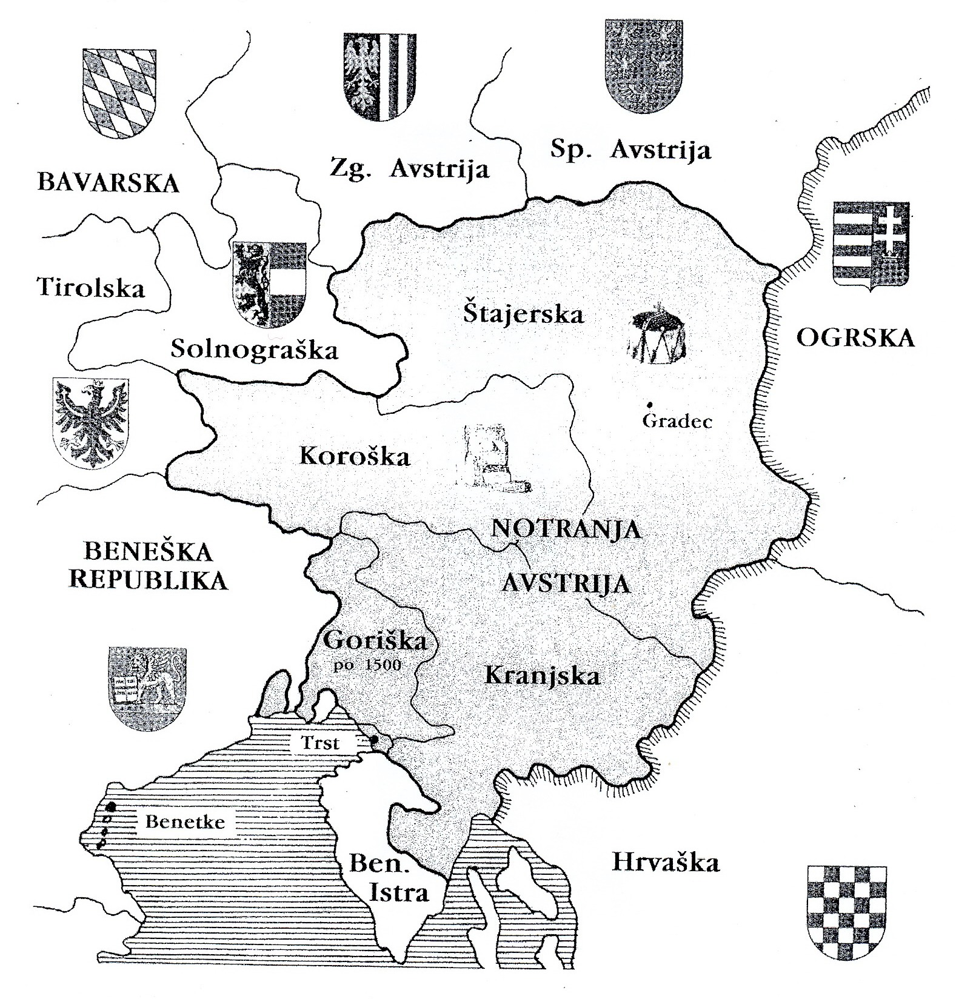 Zg. Avstrija
Sp. Avstrija
BAVARSKA
Tirolska
Štajerska
OGRSKA
Solnograška
Gradec
Koroška
NOTRANJA
AVSTRIJA
BENEŠKA
REPUBLIKA
Goriška
po 1500
Kranjska
Trst
Benetke
Ben.
Istra
Hrvaška